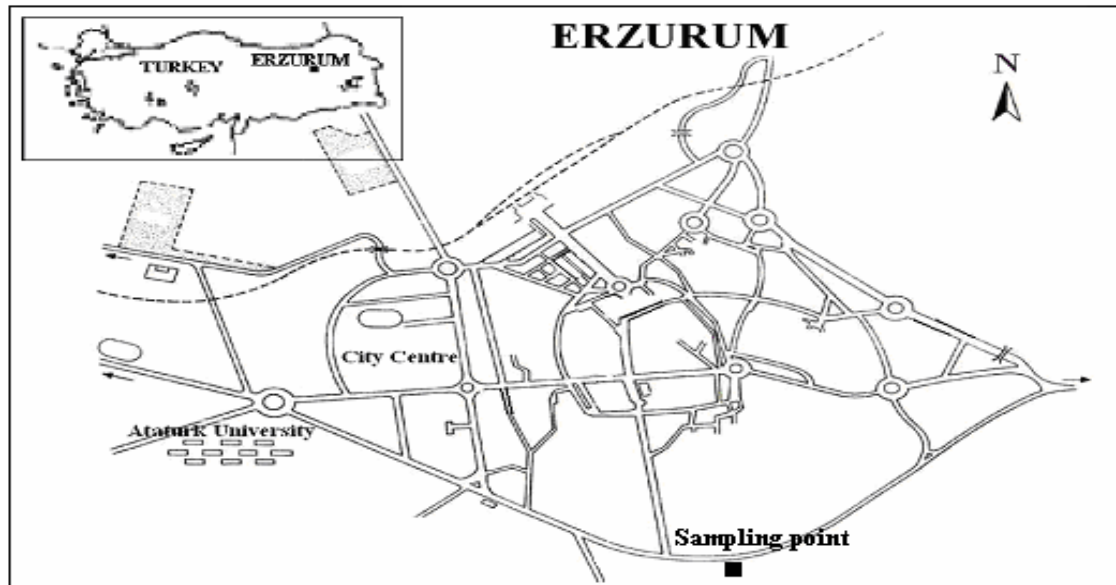 ERZURUM
TURKEY
ERZURUM
N
City Centre
Ataturk University
Sampling point